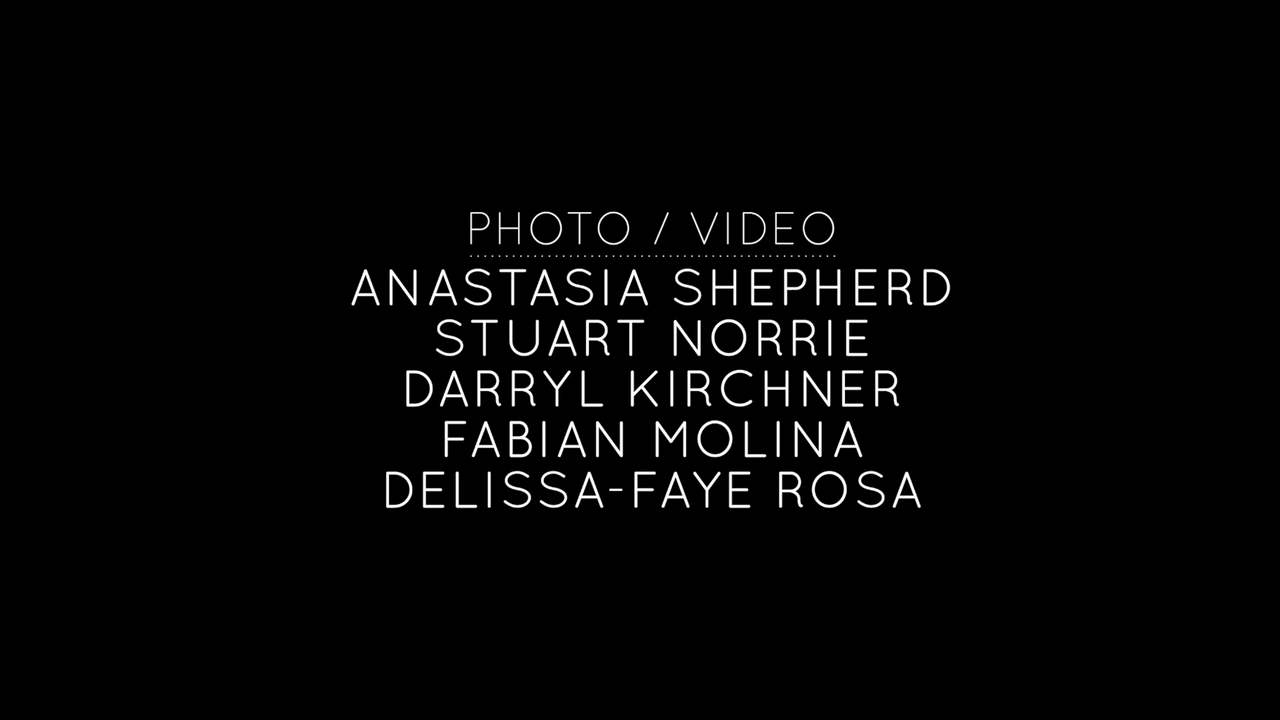 PHOTO / VIDEO
ANASTASIA SHEPHERD
STUART NORRIE
DARRYL KIRCHNER
FABIAN MOLINA
DELISSA-FAYE ROSA